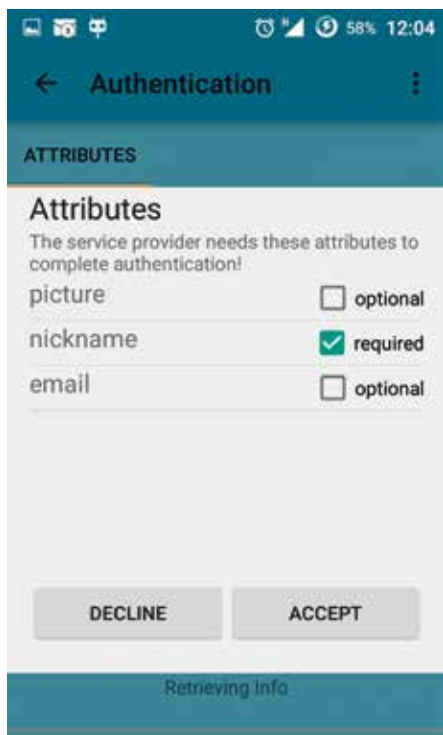 58% 12:04
Authentication
ATTRIBUTES
Attributes
The service provider needs these attributes to
complete authentication!
picture optional
nickname required
email optional
DECLINE ACCEPT
Retrieving Info